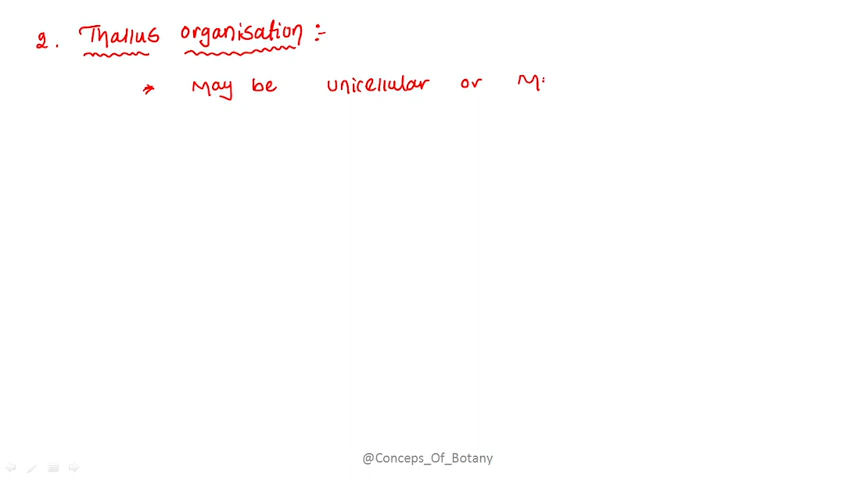 2. Thallus organisation :-
* May be unicellular or M
@Conceps_Of_Botany